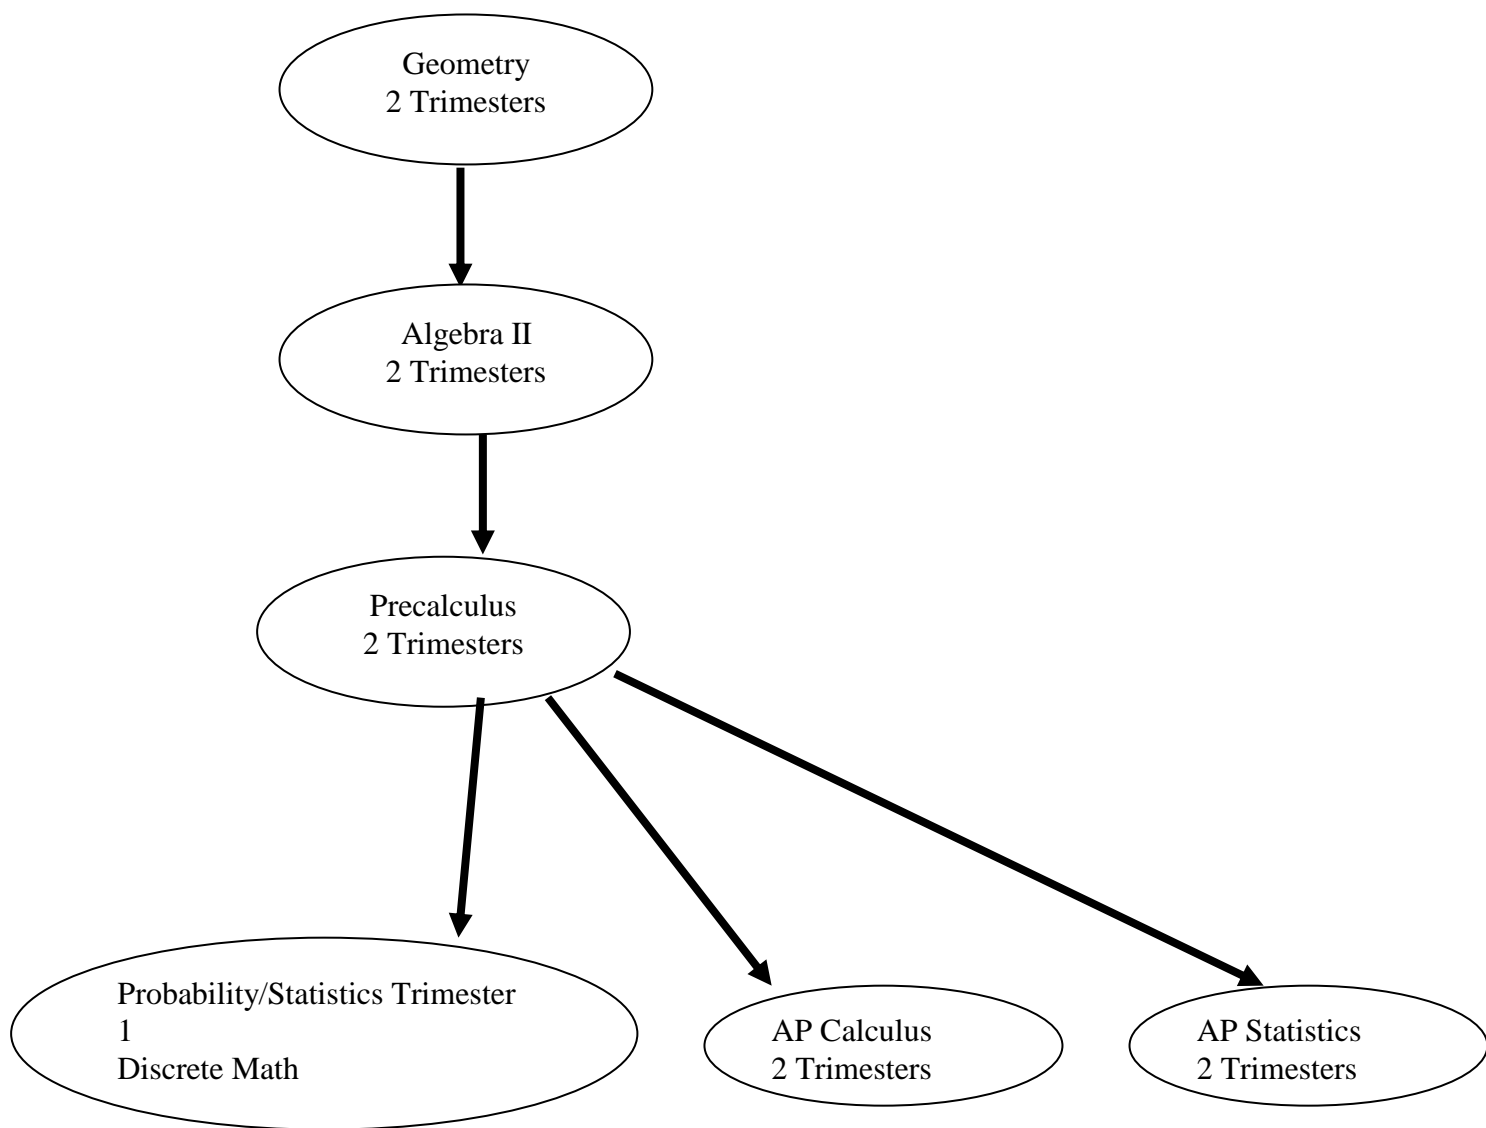 Geometry
2 Trimesters
Algebra II
2 Trimesters
Precalculus
2 Trimesters
Probability/Statistics Trimester
1
Discrete Math
AP Calculus
2 Trimesters
AP Statistics
2 Trimesters